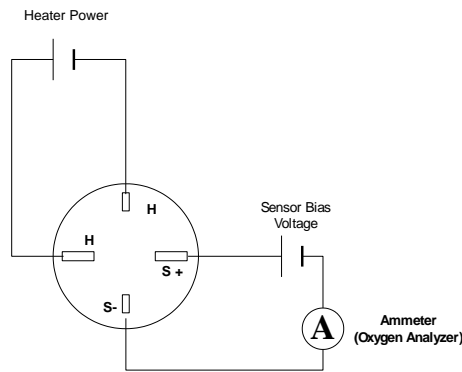 Heater Power
H
Sensor Bias
Voltage
H
S +
S-
A
Ammeter
(Oxygen Analyzer)